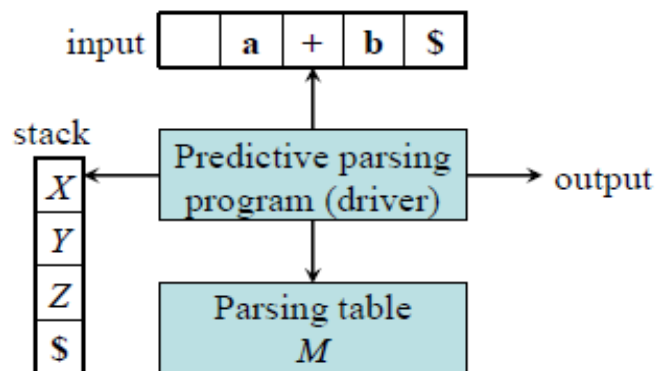 input a + b $
stack
Predictive parsing
program (driver)
output
X
Y
Z
$
Parsing table
M